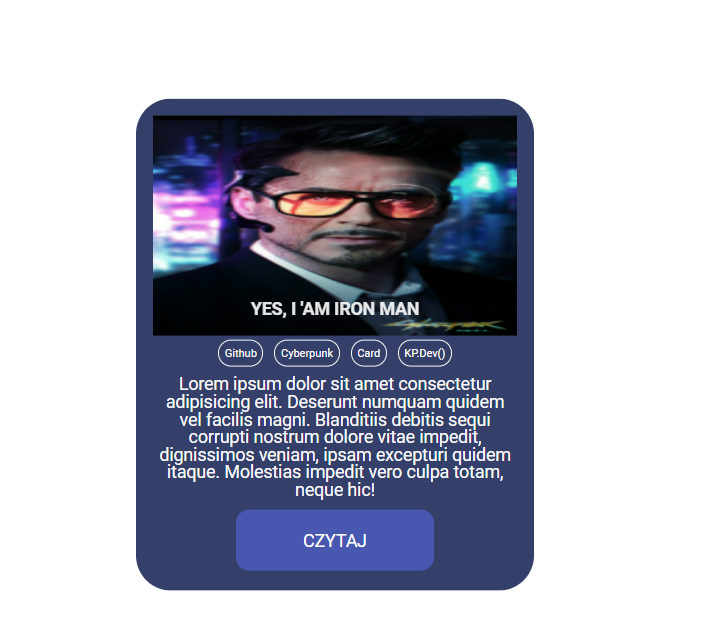 YES, I 'AM IRON MAN
Github
Cyberpunk
Card
KP.Dev()
Lorem ipsum dolor sit amet consectetur
adipisicing elit. Deserunt numquam quidem
vel facilis magni. Blanditiis debitis sequi
corrupti nostrum dolore vitae impedit,
dignissimos veniam, ipsam excepturi quidem
itaque. Molestias impedit vero culpa totam,
neque hic!
CZYTAJ